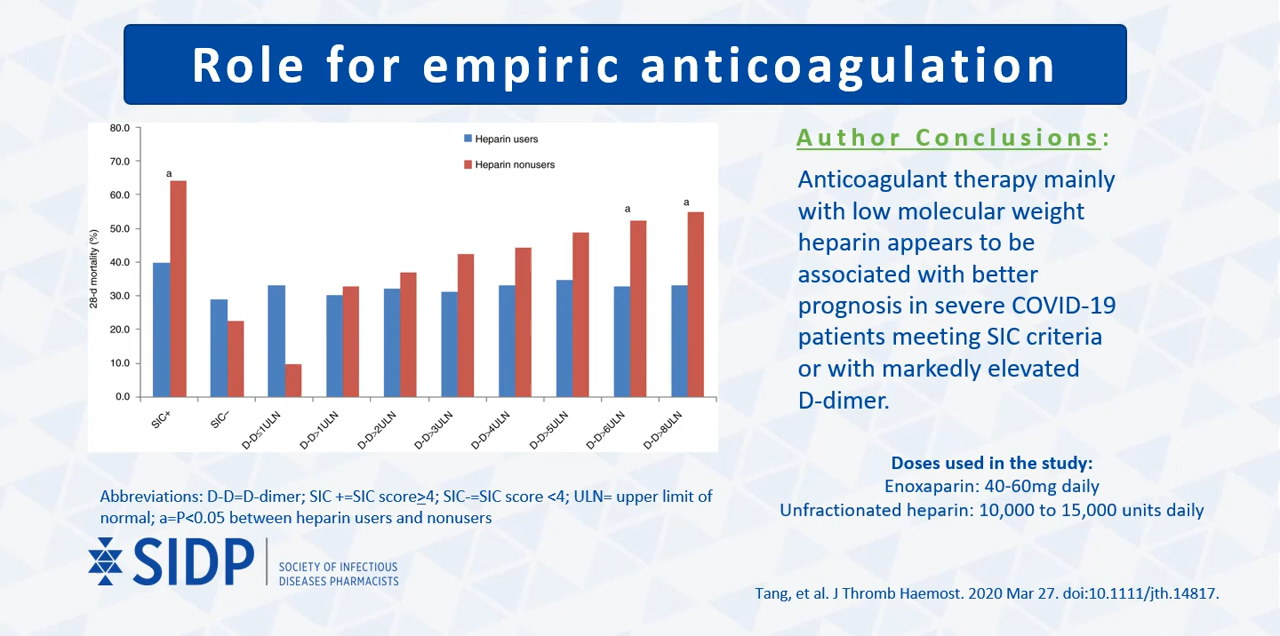 Role for empiric anticoagulation
80.0
70.0
60.0
50.0
40.0
30.0
20.0
10.0
0.0
28-d mortality (%)
Heparin users
Heparin nonusers
a
a
a
SIC+
SIC–
D-D≤1ULN
D-D>1ULN
D-D>2ULN
D-D>3ULN
D-D>4ULN
D-D>5ULN
D-D>6ULN
D-D>8ULN
Abbreviations: D-D=D-dimer; SIC +=SIC score≥4; SIC-=SIC score <4; ULN= upper limit of
normal; a=P<0.05 between heparin users and nonusers
SIDP
SOCIETY OF INFECTIOUS
DISEASES PHARMACISTS
Author Conclusions:
Anticoagulant therapy mainly
with low molecular weight
heparin appears to be
associated with better
prognosis in severe COVID-19
patients meeting SIC criteria
or with markedly elevated
D-dimer.
Doses used in the study:
Enoxaparin: 40-60mg daily
Unfractionated heparin: 10,000 to 15,000 units daily
Tang, et al. J Thromb Haemost. 2020 Mar 27. doi:10.1111/jth.14817.